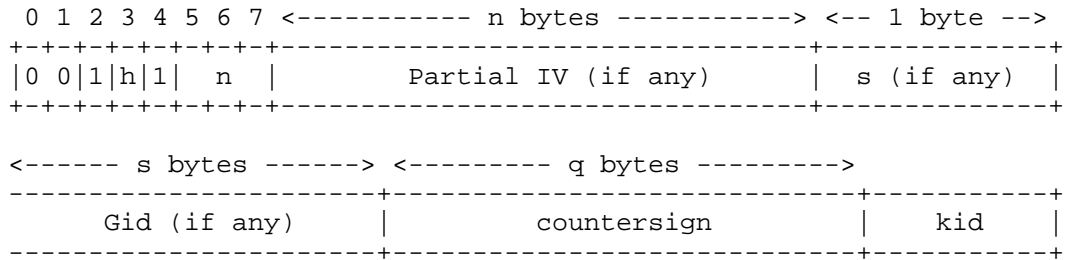 0 1 2 3 4 5 6 7 <----------- n bytes -----------> <-- 1 byte -->
+-+-+-+-+-+-+-+-+---------------------------------+--------------+
|0 0|1|h|1|  n  |        Partial IV (if any)      |  s (if any)  |
+-+-+-+-+-+-+-+-+---------------------------------+--------------+
<------ s bytes ------> <--------- q bytes --------->
-----------------------+-----------------------------+-----------+
      Gid (if any)     |         countersign         |    kid    |
-----------------------+-----------------------------+-----------+